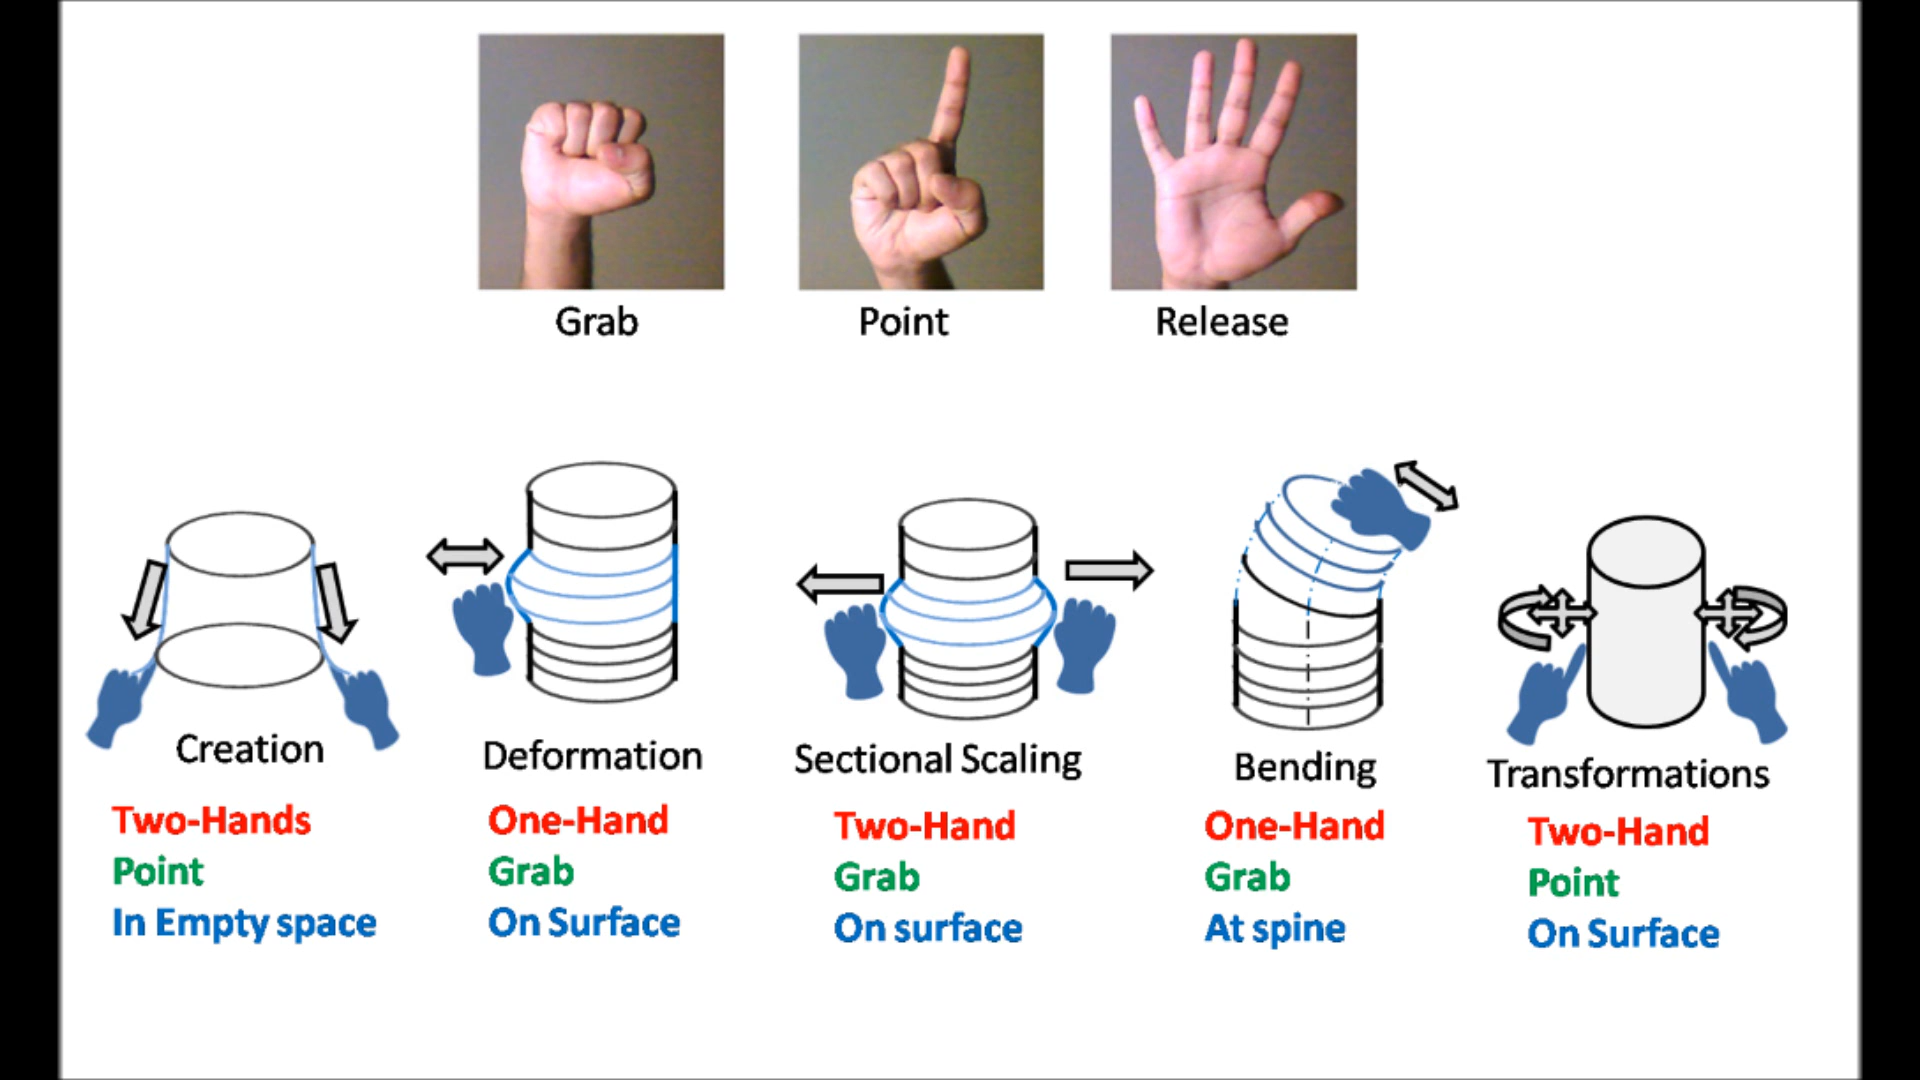 Grab
Point
Release
Creation
Two-Hands
Point
In Empty space
Deformation
One-Hand
Grab
On Surface
Sectional Scaling
Two-Hand
Grab
On surface
Bending
One-Hand
Grab
At spine
Transformations
Two-Hand
Point
On Surface